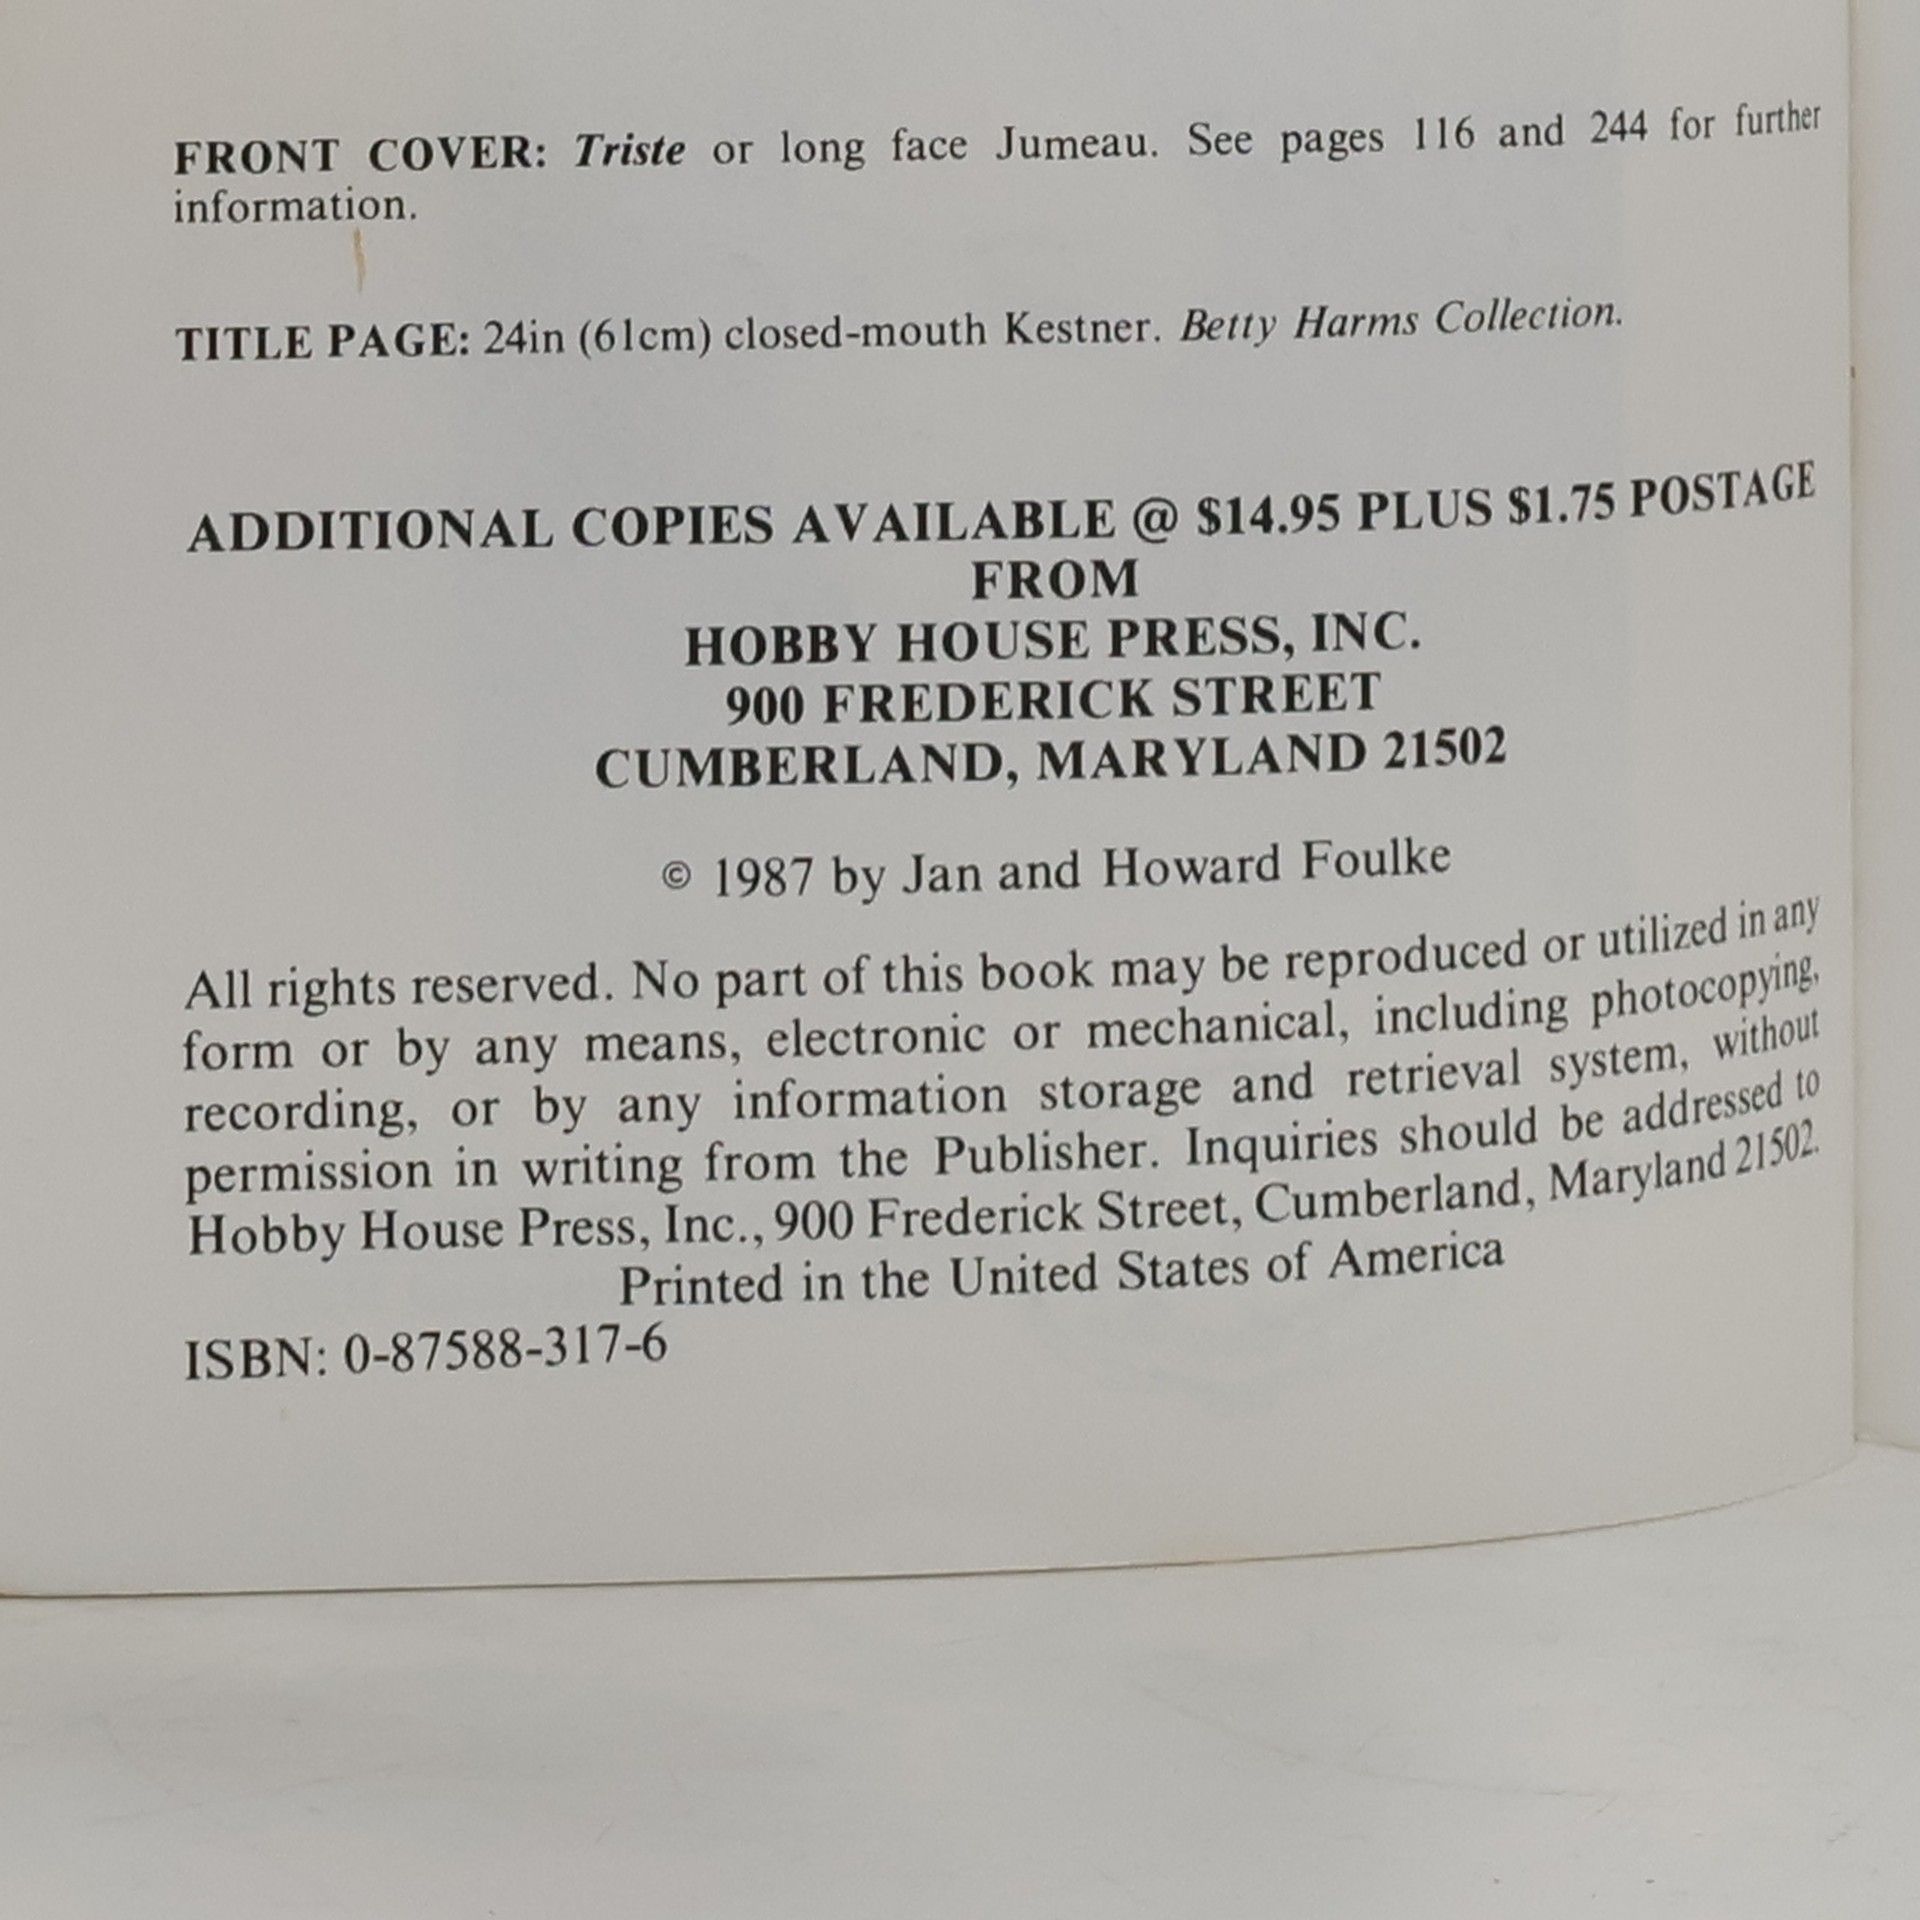 FRONT COVER: Triste or long face Jumeau. See pages 116 and 244 for further
information.
TITLE PAGE: 24in (61cm) closed-mouth Kestner. Betty Harms Collection.
ADDITIONAL COPIES AVAILABLE @ $14.95 PLUS $1.75 POSTAGE
FROM
HOBBY HOUSE PRESS, INC.
900 FREDERICK STREET
CUMBERLAND, MARYLAND 21502
© 1987 by Jan and Howard Foulke
All rights reserved. No part of this book may be reproduced or utilized in any
form or by any means, electronic or mechanical, including photocopying,
recording, or by any information storage and retrieval system, without
permission in writing from the Publisher. Inquiries should be addressed to
Hobby House Press, Inc., 900 Frederick Street, Cumberland, Maryland 21502.
Printed in the United States of America
ISBN: 0-87588-317-6